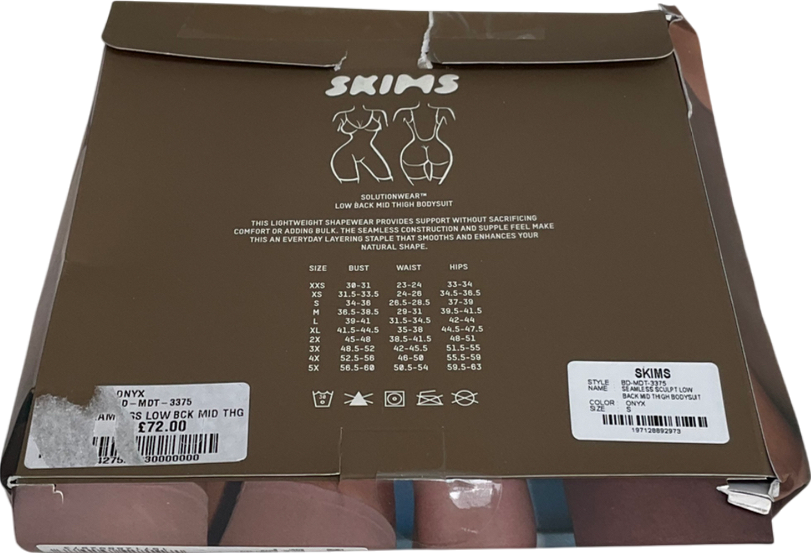 SKIMS
SOLUTIONWEAR™
LOW BACK MID THIGH BODYSUIT
THIS LIGHTWEIGHT SHAPEWEAR PROVIDES SUPPORT WITHOUT SACRIFICING
COMFORT OR ADDING BULK. THE SEAMLESS CONSTRUCTION AND SUPPLE FEEL MAKE
THIS AN EVERYDAY LAYERING STAPLE THAT SMOOTHS AND ENHANCES YOUR
NATURAL SHAPE.
SIZE BUST WAIST HIPS
XXS 30-31 23-24 33-34
XS 31.5-33.5 24-26 34.5-36.5
S 34-36 26.5-28.5 37-39
M 36.5-38.5 29-31 39.5-41.5
L 39-41 31.5-34.5 42-44
XL 41.5-44.5 35-38 44.5-47.5
2X 45-48 38.5-41.5 48-51
3X 48.5-52 42-45.5 51.5-55
4X 52.5-56 46-50 55.5-59
5X 56.5-60 50.5-54 59.5-63
ONYX
D-MDT-3375
AM SS LOW BCK MID THG
£72.00
30000000
SKIMS
STYLE BD-MDT-3375
NAME SEAMLESS SCULPT LOW
BACK MID THIGH BODYSUIT
COLOR ONYX
SIZE S
197128892973